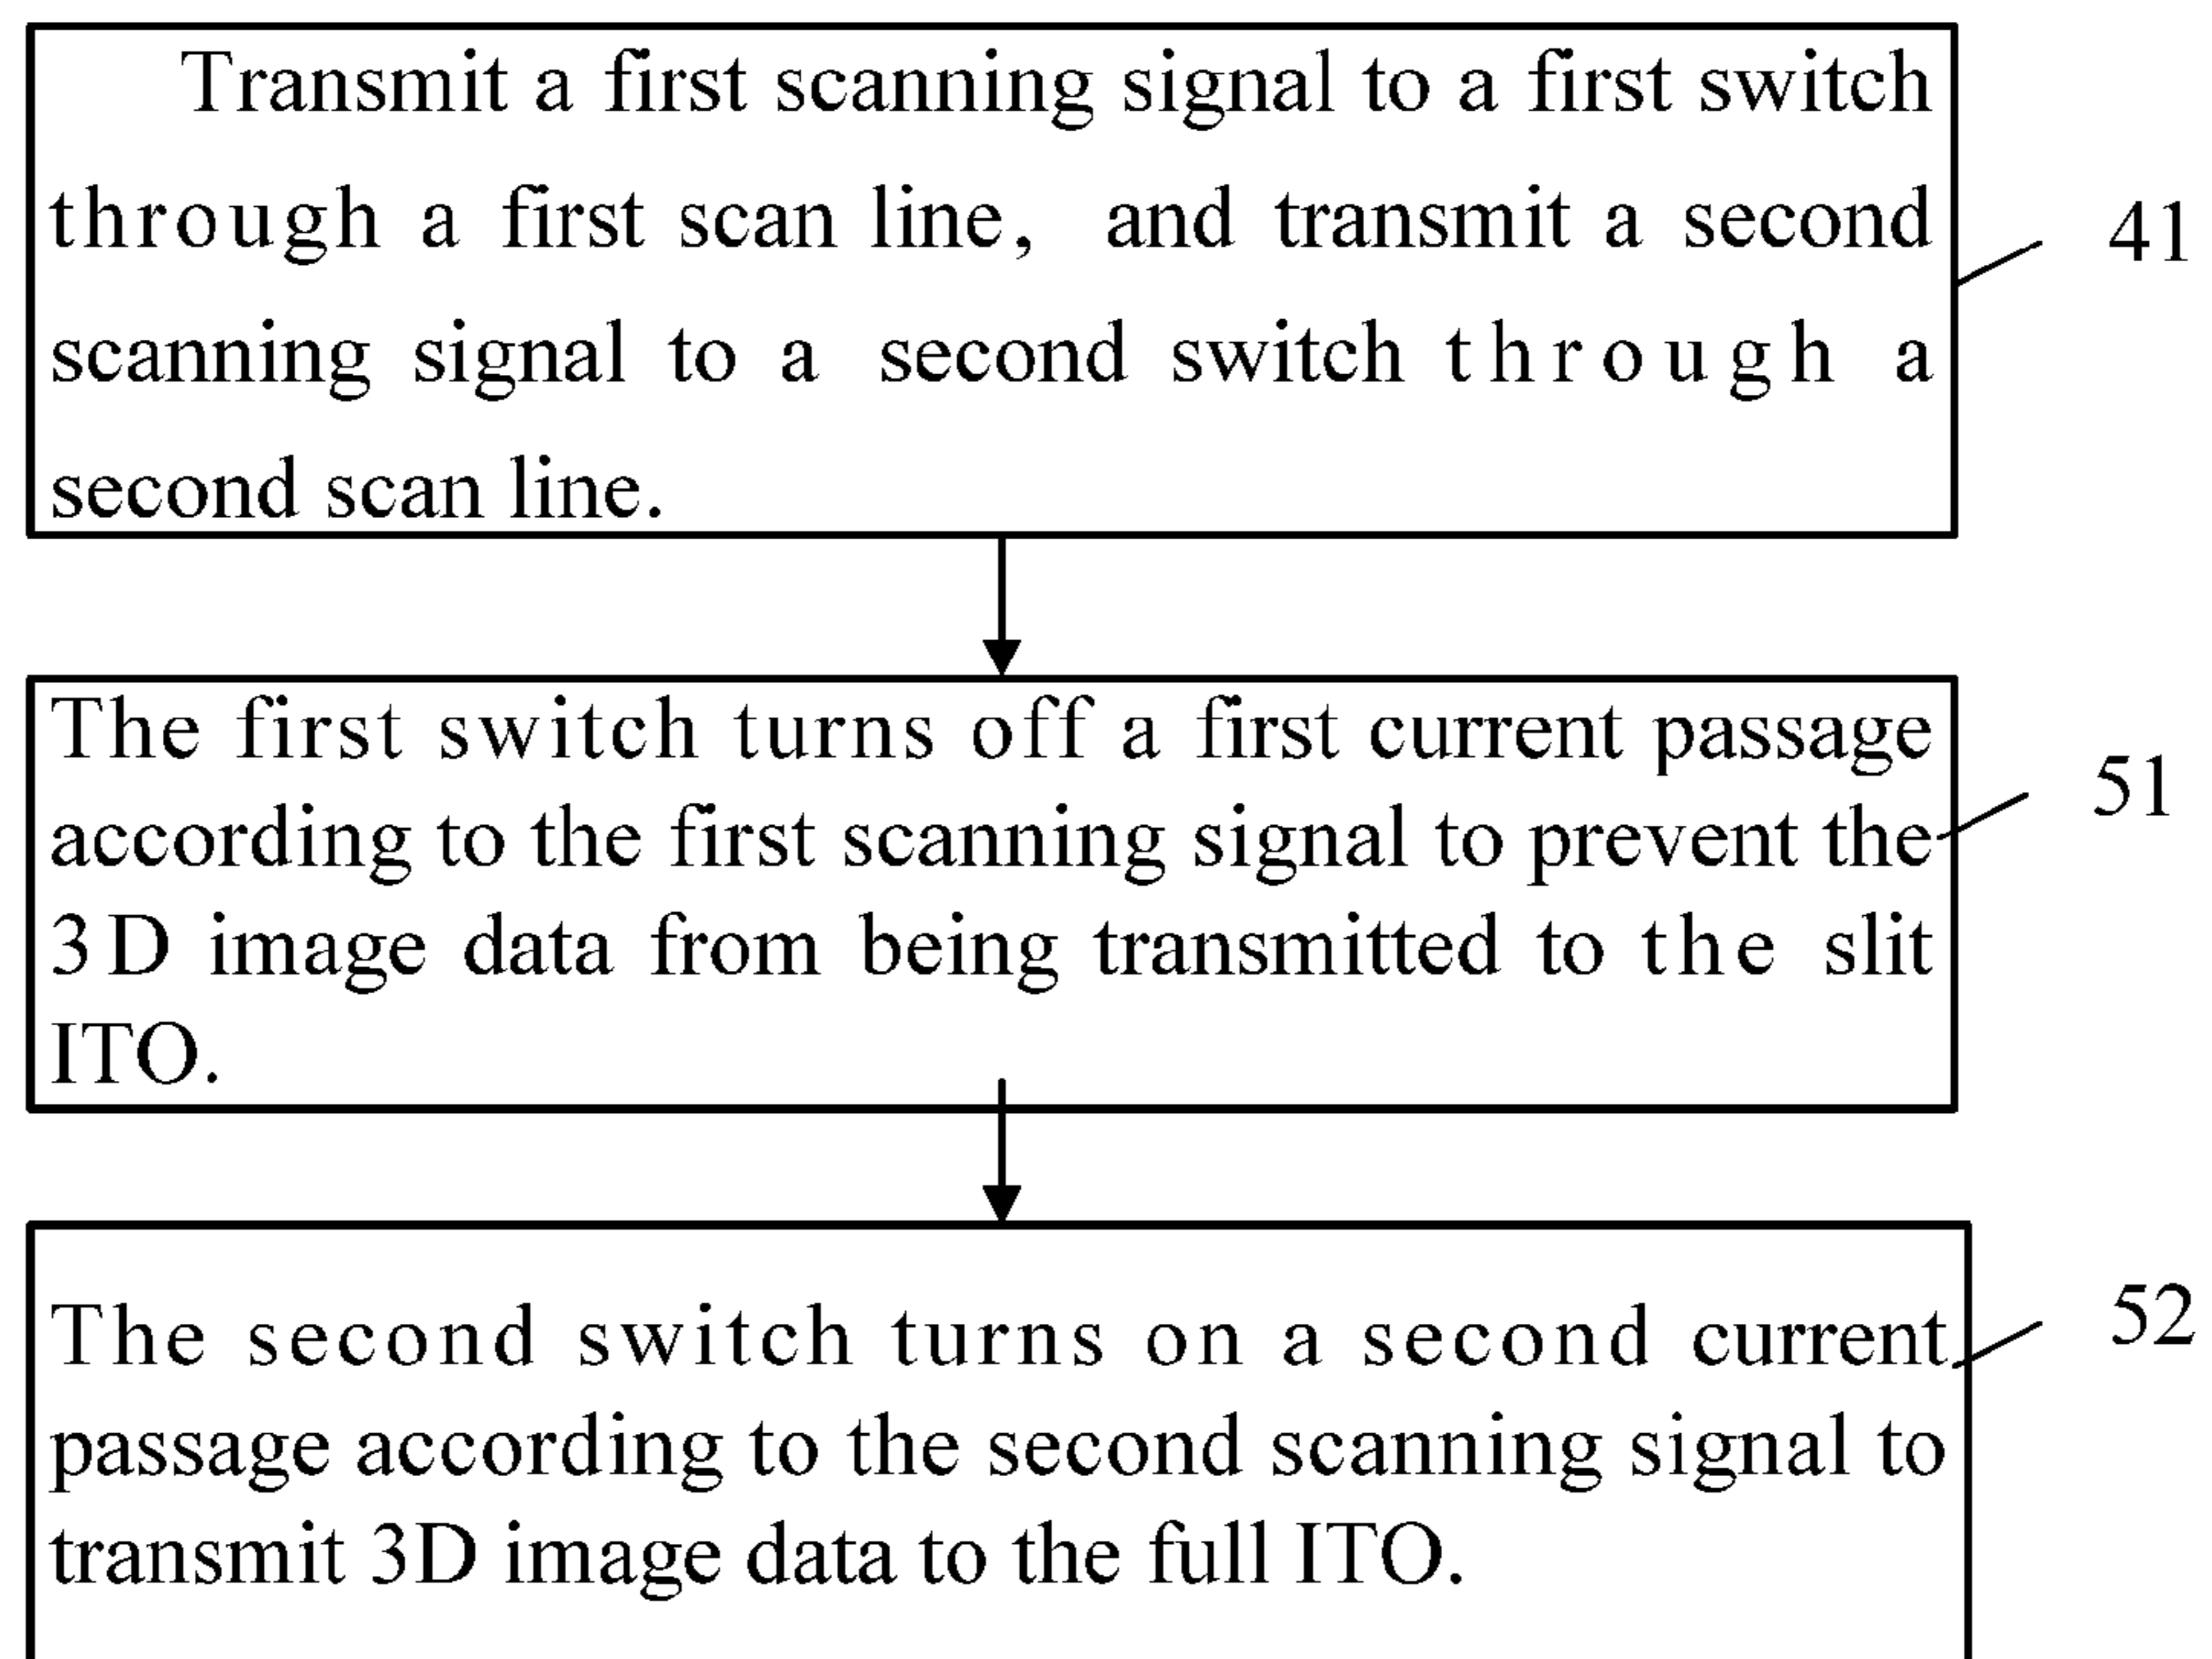 Transmit a first scanning signal to a first switch
through a first scan line, and transmit a second
scanning signal to a second switch through a
second scan line.
41
The first switch turns off a first current passage
according to the first scanning signal to prevent the
3D image data from being transmitted to the slit
ITO.
51
The second switch turns on a second current
passage according to the second scanning signal to
transmit 3D image data to the full ITO.
52